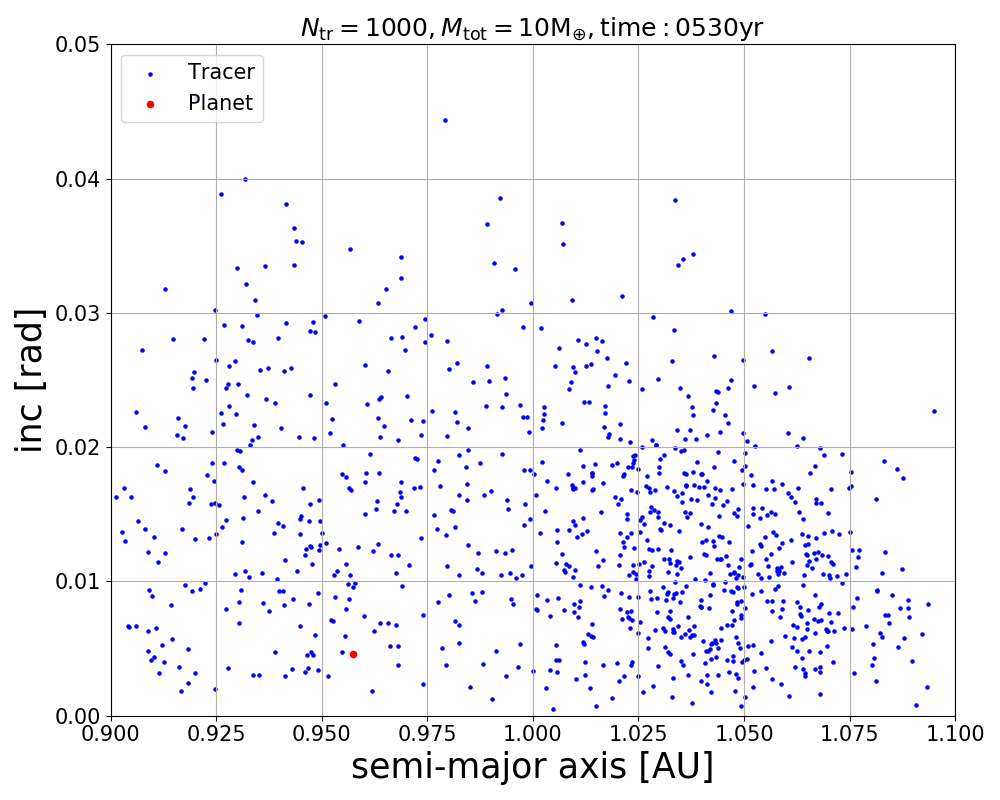 N_tr = 1000, M_tot = 10M_⊕, time : 0530yr
Tracer
Planet
0.05
0.04
0.03
0.02
0.01
0.00
inc [rad]
0.900 0.925 0.950 0.975 1.000 1.025 1.050 1.075 1.100
semi-major axis [AU]